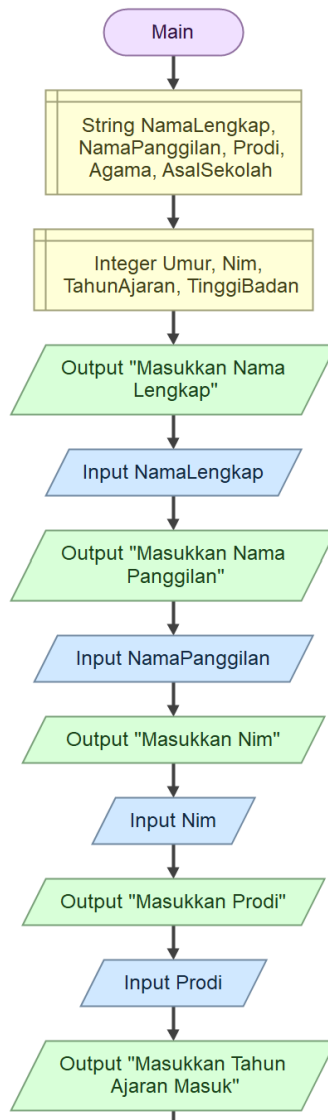 Main
String NamaLengkap,
NamaPanggilan, Prodi,
Agama, AsalSekolah
Integer Umur, Nim,
TahunAjaran, TinggiBadan
Output "Masukkan Nama
Lengkap"
Input NamaLengkap
Output "Masukkan Nama
Panggilan"
Input NamaPanggilan
Output "Masukkan Nim"
Input Nim
Output "Masukkan Prodi"
Input Prodi
Output "Masukkan Tahun
Ajaran Masuk"